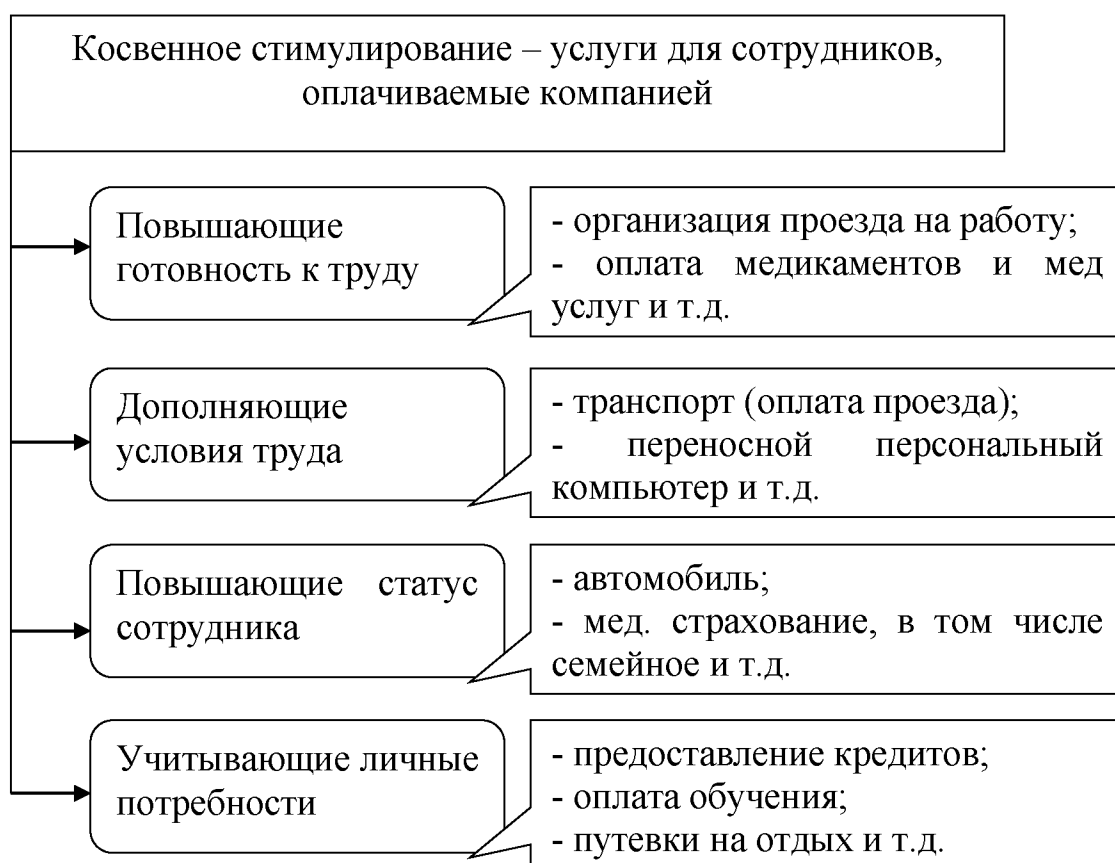 Косвенное стимулирование – услуги для сотрудников,
оплачиваемые компанией
Повышающие
готовность к труду
- организация проезда на работу;
- оплата медикаментов и мед
услуг и т.д.
Дополняющие
условия труда
- транспорт (оплата проезда);
- переносной персональный
компьютер и т.д.
Повышающие статус
сотрудника
- автомобиль;
- мед. страхование, в том числе
семейное и т.д.
Учитывающие личные
потребности
- предоставление кредитов;
- оплата обучения;
- путевки на отдых и т.д.